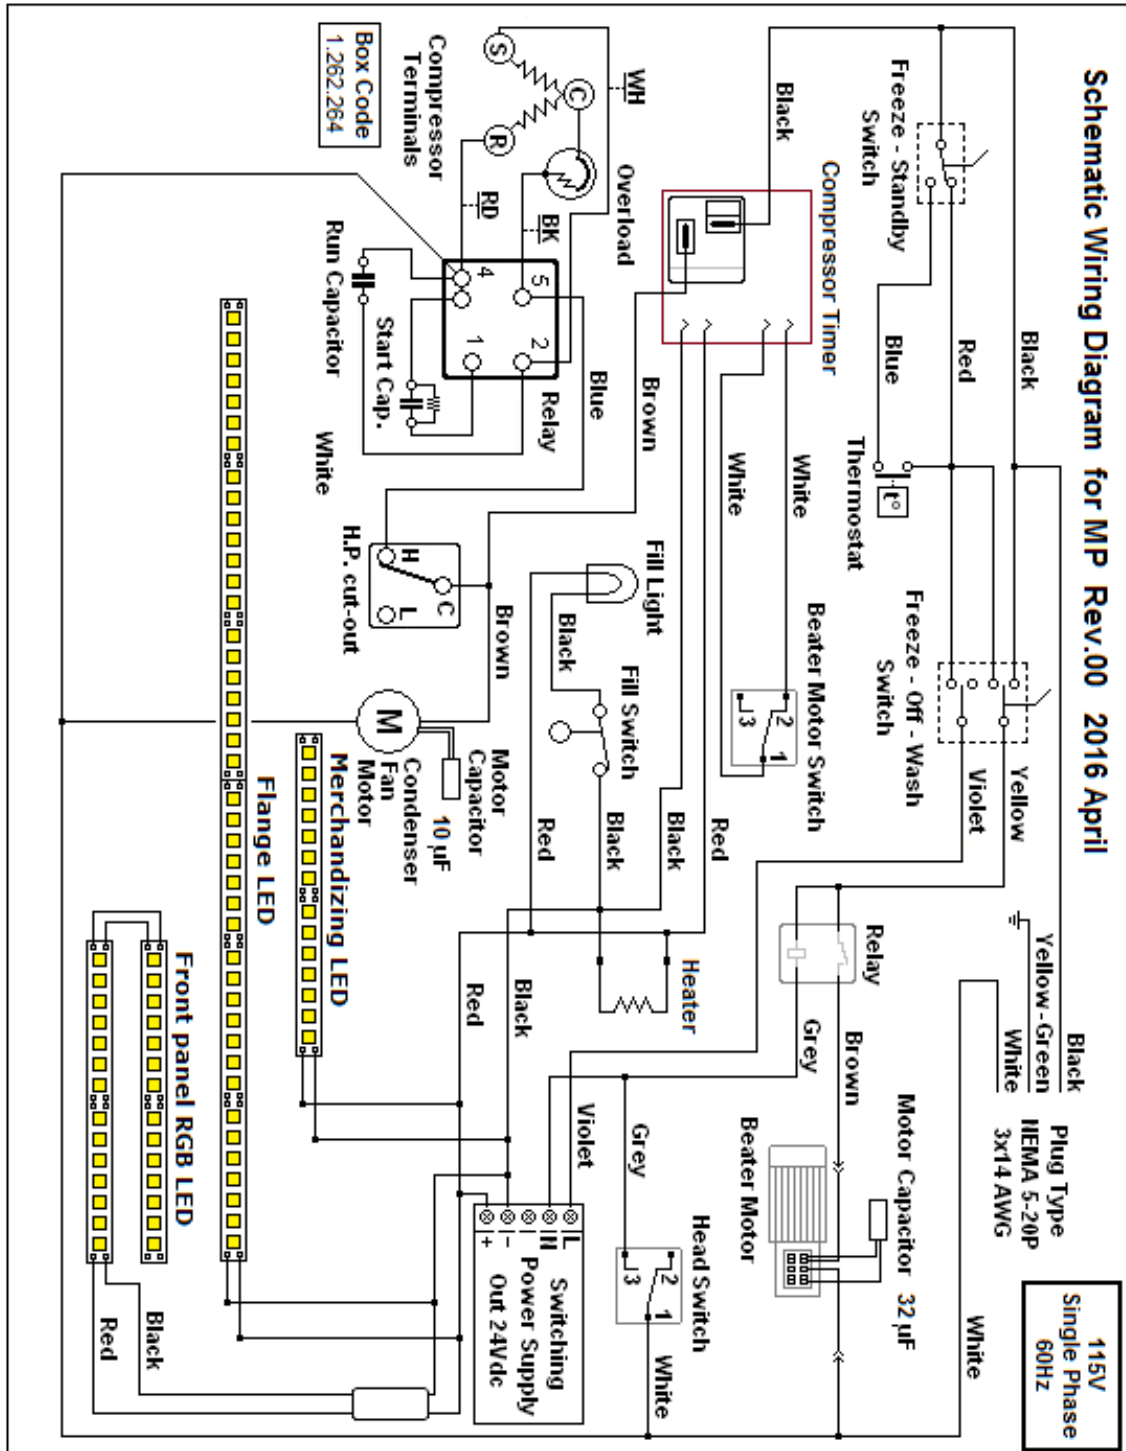 Schematic Wiring Diagram for MP Rev.00 2016 April
115V
Single Phase
60Hz
Plug Type
NEMA 5-20P
3x14 AWG
Black
Yellow-Green
White
White
Freeze - Standby
Switch
Black
Red
Blue
Black
Thermostat
t°
Freeze - Off - Wash
Switch
Yellow
Violet
Compressor Timer
White
White
Brown
Beater Motor Switch
1
2
3
Red
Black
Relay
Brown
Grey
Motor Capacitor 32 µF
Beater Motor
Head Switch
1
2
3
White
Grey
Violet
WH
BK
RD
Overload
S
C
R
Compressor
Terminals
Box Code
1.262.264
4
5
1
2
Relay
Blue
Run Capacitor
Start Cap.
White
H
C
L
H.P. cut-out
Brown
Fill Light
Black
Fill Switch
Black
Red
Heater
M
Motor
Capacitor
10 µF
Condenser
Fan
Motor
Black
Red
Merchandizing LED
Flange LED
Front panel RGB LED
L
N
I
-
+
Switching
Power Supply
Out 24Vdc
Black
Red